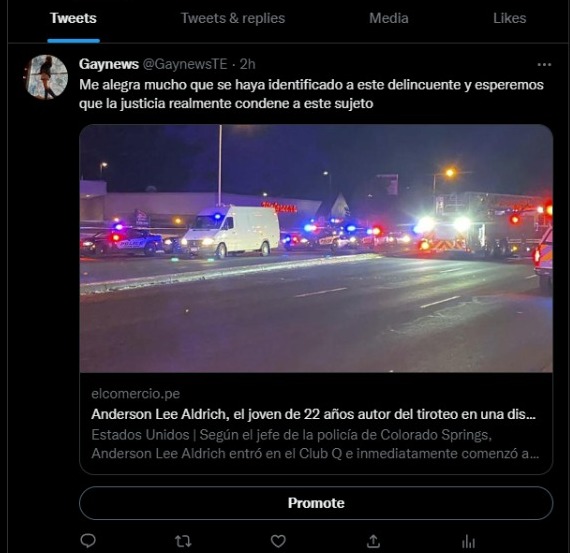 Tweets Tweets & replies Media Likes
Gaynews @GaynewsTE · 2h
Me alegra mucho que se haya identificado a este delincuente y esperemos
que la justicia realmente condene a este sujeto
elcomercio.pe
Anderson Lee Aldrich, el joven de 22 años autor del tiroteo en una dis...
Estados Unidos | Según el jefe de la policía de Colorado Springs,
Anderson Lee Aldrich entró en el Club Q e inmediatamente comenzó a...
Promote